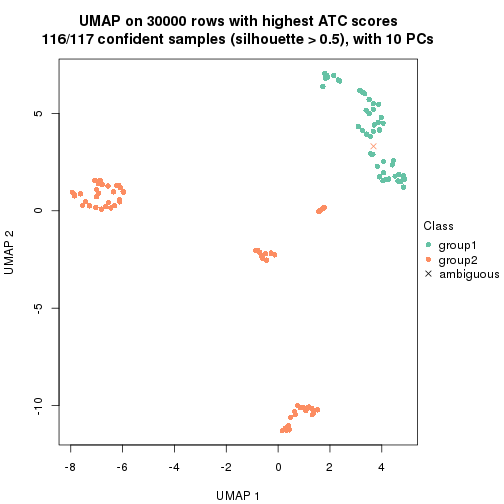 UMAP on 30000 rows with highest ATC scores
116/117 confident samples (silhouette > 0.5), with 10 PCs
5
0
-5
-10
UMAP 2
-8
-6
-4
-2
0
2
4
UMAP 1
Class
group1
group2
ambiguous